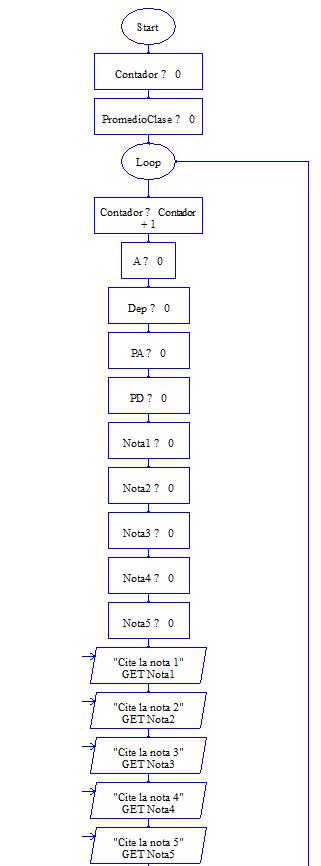 Start
Contador ? 0
PromedioClase ? 0
Loop
Contador ? Contador
+ 1
A ? 0
Dep ? 0
PA ? 0
PD ? 0
Nota1 ? 0
Nota2 ? 0
Nota3 ? 0
Nota4 ? 0
Nota5 ? 0
"Cite la nota 1"
GET Nota1
"Cite la nota 2"
GET Nota2
"Cite la nota 3"
GET Nota3
"Cite la nota 4"
GET Nota4
"Cite la nota 5"
GET Nota5